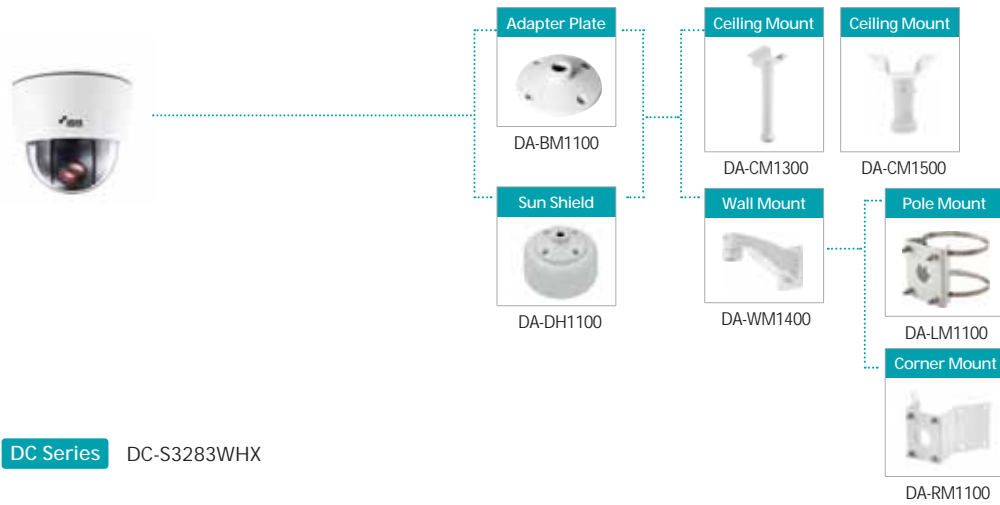 Adapter Plate
DA-BM1100
Ceiling Mount
DA-CM1300
Ceiling Mount
DA-CM1500
IDIS
Sun Shield
DA-DH1100
Wall Mount
DA-WM1400
Pole Mount
DA-LM1100
Corner Mount
DA-RM1100
DC Series DC-S3283WHX